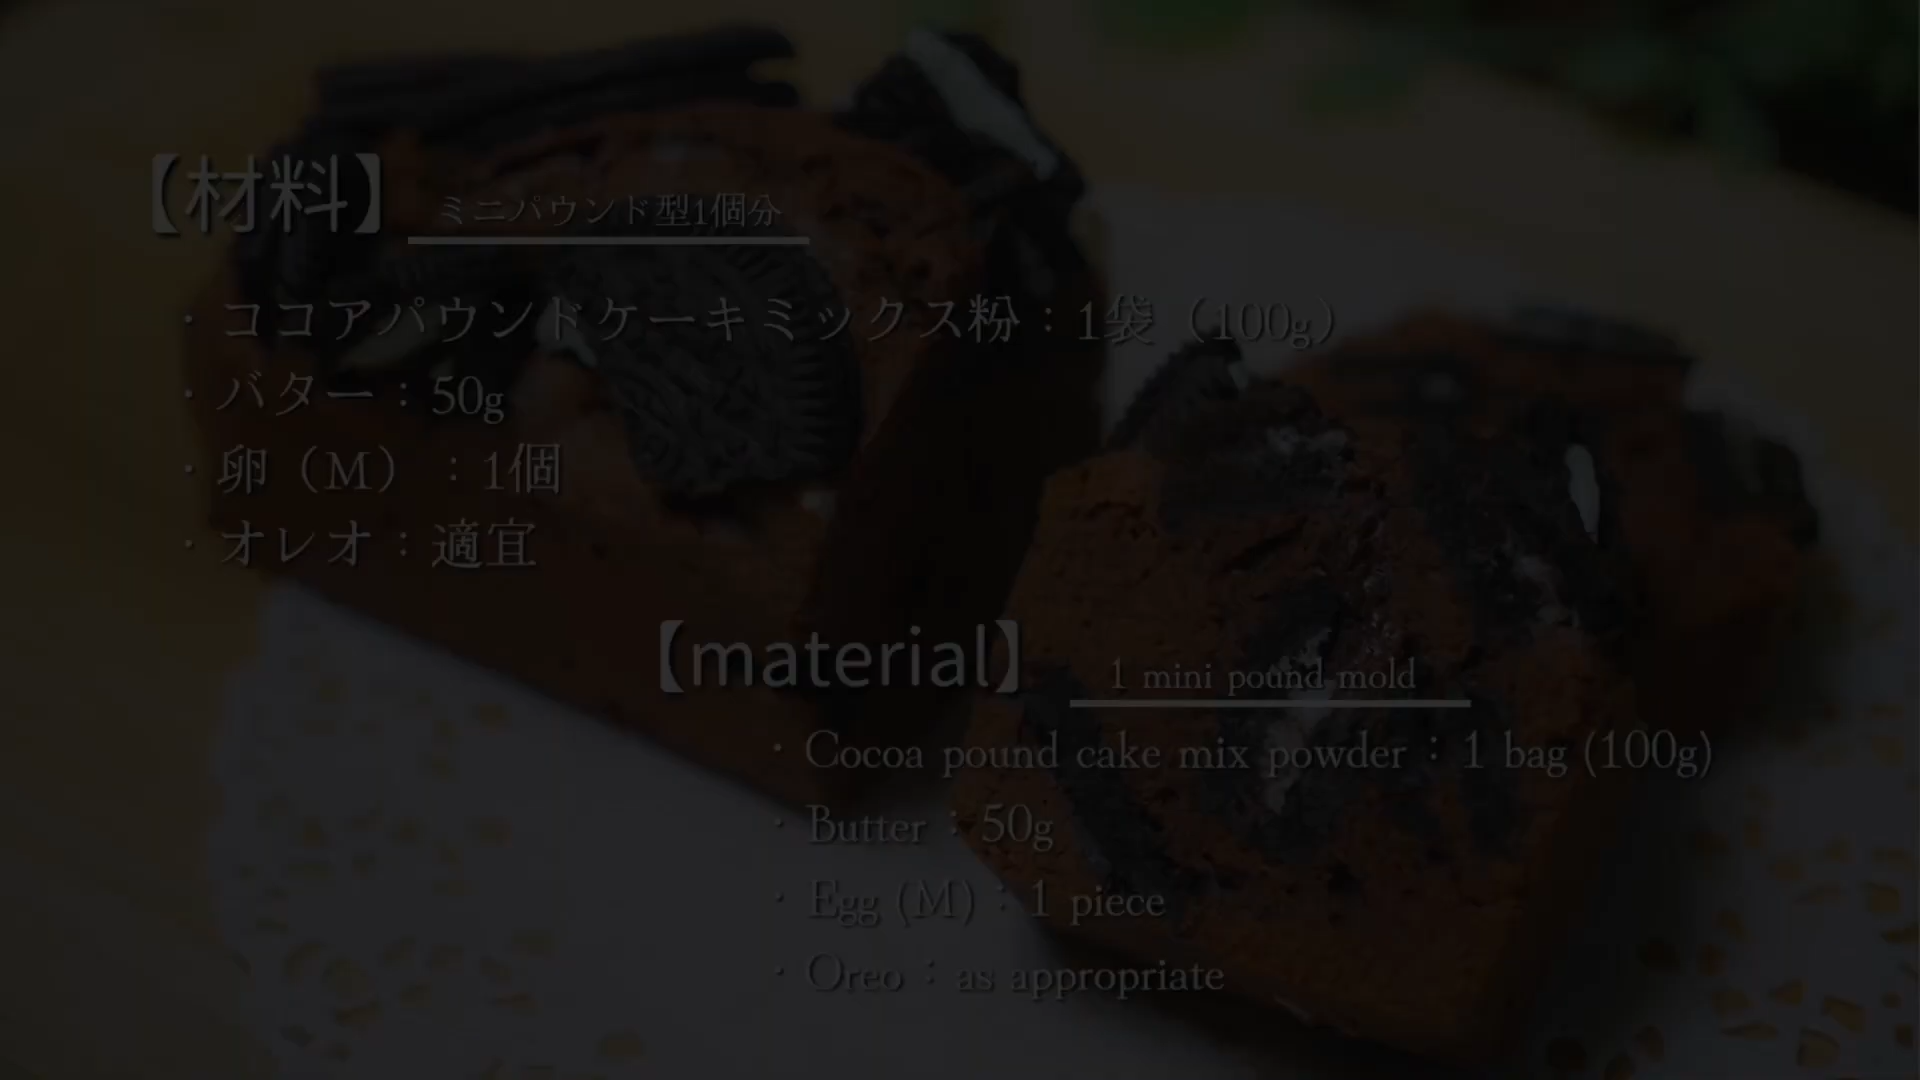 【材料】 ミニパウンド型1個分
・ココアパウンドケーキミックス粉：1袋（100g）
・バター：50g
・卵（M）：1個
・オレオ：適宜
【material】 1 mini pound mold
・Cocoa pound cake mix powder：1 bag (100g)
・Butter：50g
・Egg (M)：1 piece
・Oreo：as appropriate